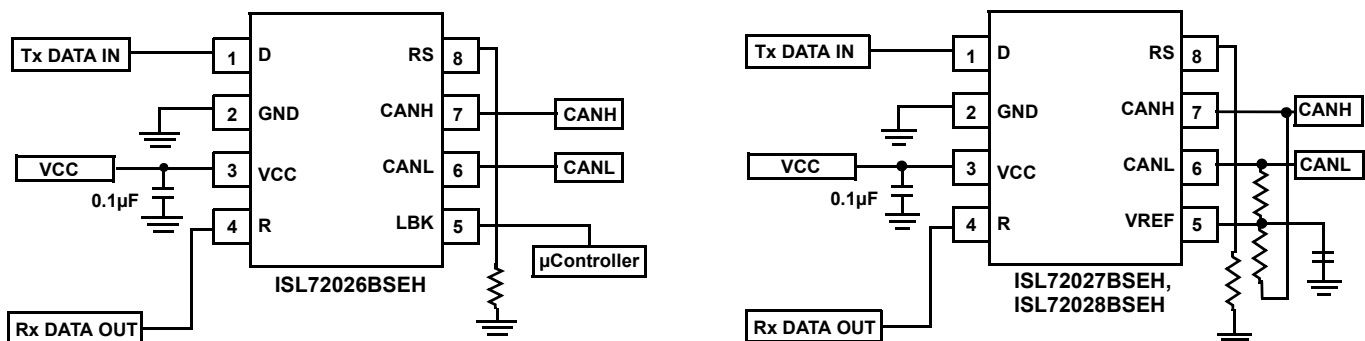 Tx DATA IN
1
D
RS
8
2
GND
CANH
7
CANH
VCC
3
VCC
CANL
6
CANL
0.1µF
4
R
LBK
5
µController
ISL72026BSEH
Rx DATA OUT
Tx DATA IN
1
D
RS
8
2
GND
CANH
7
CANH
VCC
3
VCC
CANL
6
CANL
0.1µF
4
R
VREF
5
ISL72027BSEH,
ISL72028BSEH
Rx DATA OUT